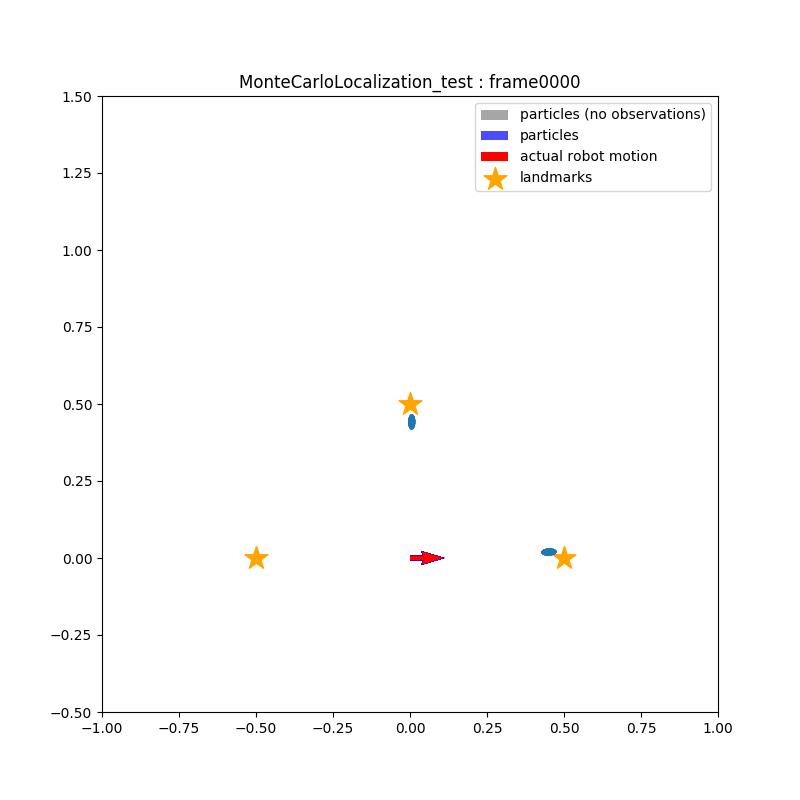 MonteCarloLocalization_test : frame0000
particles (no observations)
particles
actual robot motion
landmarks
1.50
1.25
1.00
0.75
0.50
0.25
0.00
−0.25
−0.50
−1.00 −0.75 −0.50 −0.25 0.00 0.25 0.50 0.75 1.00